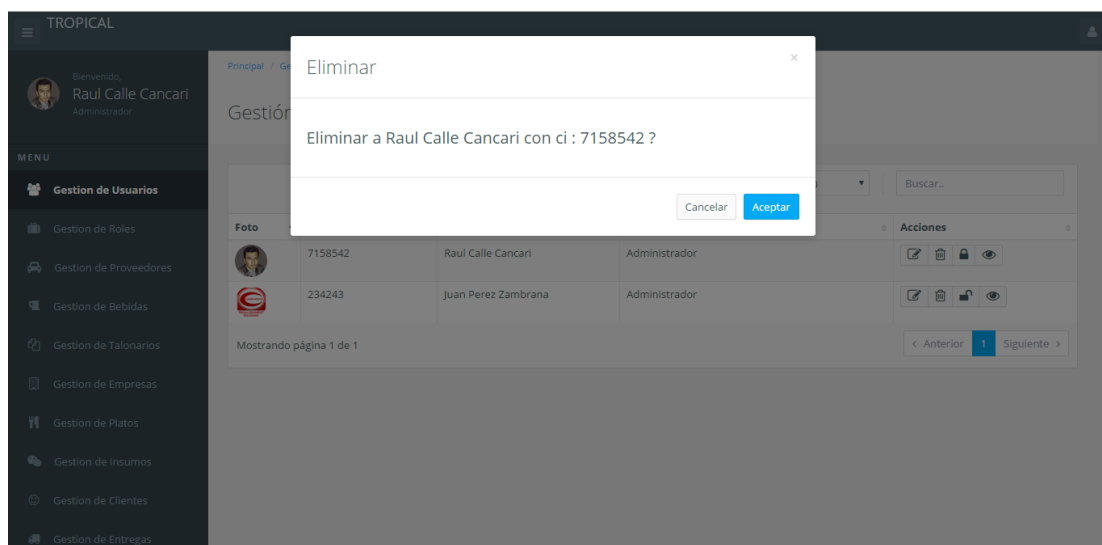 TROPICAL
Bienvenido,
Raul Calle Cancari
Administrador
MENU
Gestion de Usuarios
Gestion de Roles
Gestion de Proveedores
Gestion de Bebidas
Gestion de Talonarios
Gestion de Empresas
Gestion de Platos
Gestion de Insumos
Gestion de Clientes
Gestion de Entregas
Principal / Ge
Gestión
Eliminar ×
Eliminar a Raul Calle Cancari con ci : 7158542 ?
Cancelar Aceptar
Buscar..
Foto Acciones
7158542 Raul Calle Cancari Administrador
234243 Juan Perez Zambrana Administrador
Mostrando página 1 de 1 < Anterior 1 Siguiente >